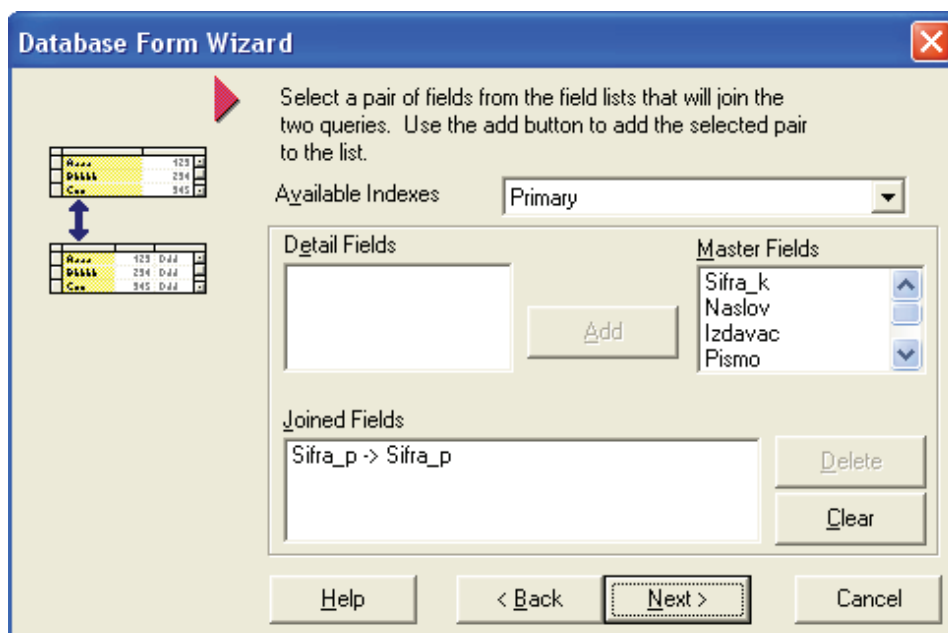 Database Form Wizard
Select a pair of fields from the field lists that will join the
two queries. Use the add button to add the selected pair
to the list.
Available Indexes
Primary
Detail Fields
Master Fields
Sifra_k
Naslov
Izdavac
Pismo
Add
Joined Fields
Sifra_p -> Sifra_p
Delete
Clear
Help
< Back
Next >
Cancel